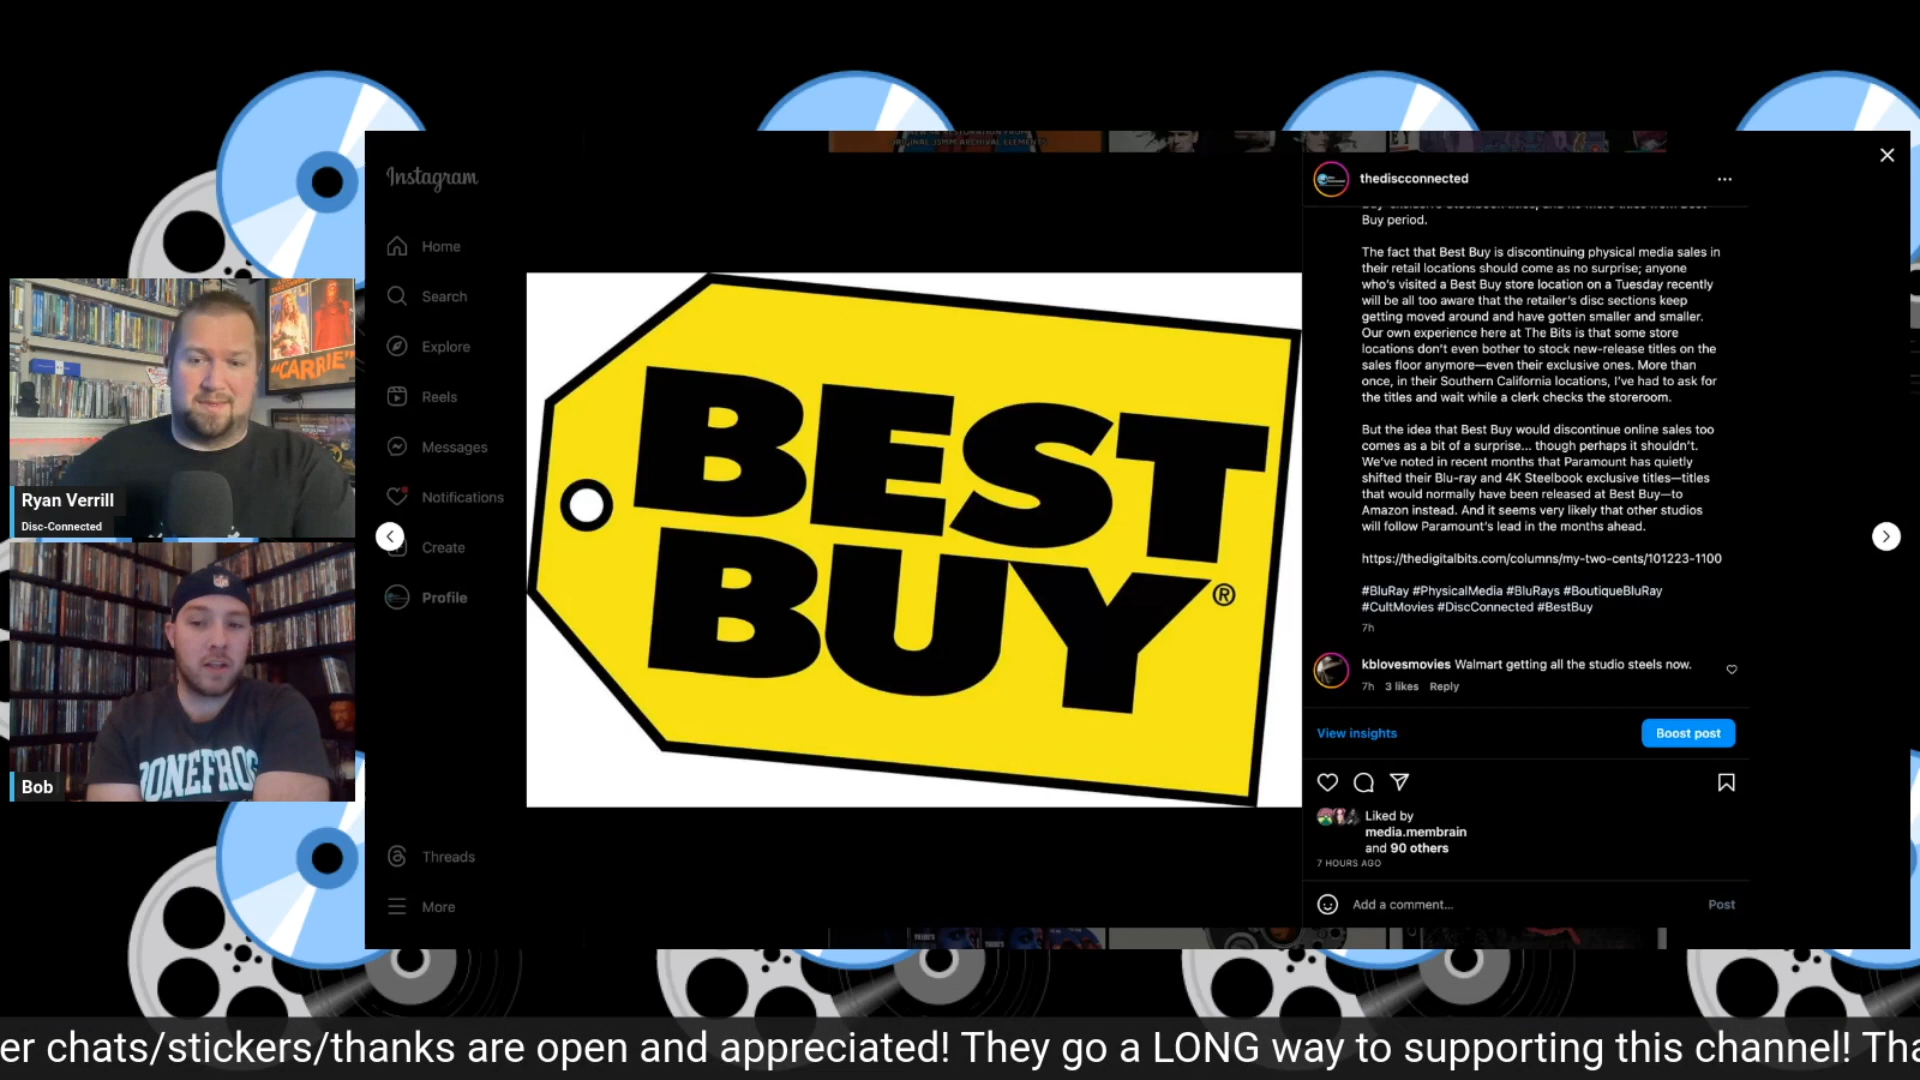 NEW 4K RESTORATION FROM
ORIGINAL 35MM ARCHIVAL ELEMENTS
Instagram
Home
Search
Explore
Reels
Messages
Notifications
Create
Profile
Threads
More
"CARRIE"
Ryan Verrill
Disc-Connected
NFL
BONEFROG
Bob
BEST
BUY®
thediscconnected
Buy period.
The fact that Best Buy is discontinuing physical media sales in
their retail locations should come as no surprise; anyone
who's visited a Best Buy store location on a Tuesday recently
will be all too aware that the retailer's disc sections keep
getting moved around and have gotten smaller and smaller.
Our own experience here at The Bits is that some store
locations don't even bother to stock new-release titles on the
sales floor anymore—even their exclusive ones. More than
once, in their Southern California locations, I've had to ask for
the titles and wait while a clerk checks the storeroom.
But the idea that Best Buy would discontinue online sales too
comes as a bit of a surprise... though perhaps it shouldn't.
We've noted in recent months that Paramount has quietly
shifted their Blu-ray and 4K Steelbook exclusive titles—titles
that would normally have been released at Best Buy—to
Amazon instead. And it seems very likely that other studios
will follow Paramount's lead in the months ahead.
https://thedigitalbits.com/columns/my-two-cents/101223-1100
#BluRay #PhysicalMedia #BluRays #BoutiqueBluRay
#CultMovies #DiscConnected #BestBuy
7h
kblovesmovies Walmart getting all the studio steels now.
7h 3 likes Reply
View insights
Boost post
Liked by
media.membrain
and 90 others
7 HOURS AGO
Add a comment...
Post
er chats/stickers/thanks are open and appreciated! They go a LONG way to supporting this channel! Tha